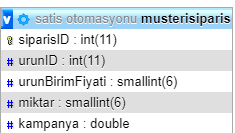 v satis otomasyonu musterisiparis
siparisID : int(11)
# urunID : int(11)
# urunBirimFiyati : smallint(6)
# miktar : smallint(6)
# kampanya : double